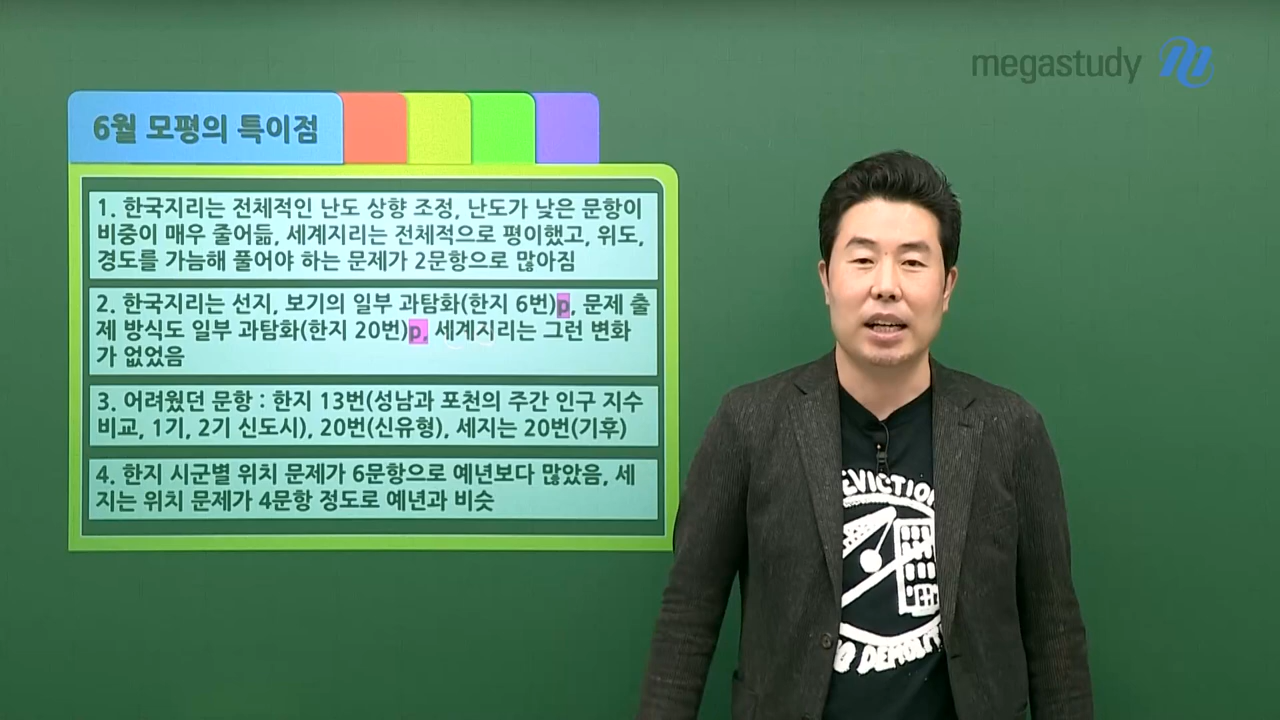 megastudy
6월 모평의 특이점
1. 한국지리는 전체적인 난도 상향 조정, 난도가 낮은 문항이
비중이 매우 줄어듦, 세계지리는 전체적으로 평이했고, 위도,
경도를 가늠해 풀어야 하는 문제가 2문항으로 많아짐
2. 한국지리는 선지, 보기의 일부 과탐화(한지 6번)p, 문제 출
제 방식도 일부 과탐화(한지 20번)p, 세계지리는 그런 변화
가 없었음
3. 어려웠던 문항 : 한지 13번(성남과 포천의 주간 인구 지수
비교, 1기, 2기 신도시), 20번(신유형), 세지는 20번(기후)
4. 한지 시군별 위치 문제가 6문항으로 예년보다 많았음, 세
지는 위치 문제가 4문항 정도로 예년과 비슷
EVICTIO
NO DEMOLIT